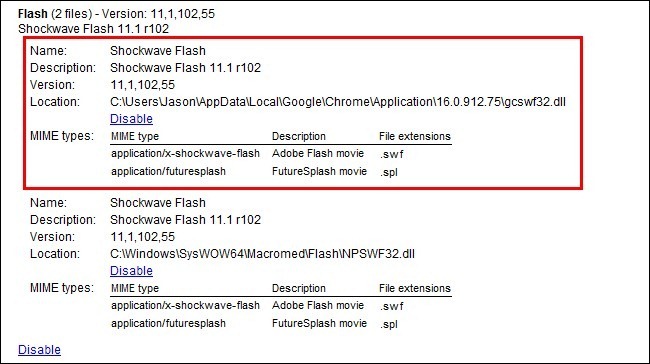 Flash (2 files) - Version: 11,1,102,55
Shockwave Flash 11.1 r102
Name: Shockwave Flash
Description: Shockwave Flash 11.1 r102
Version: 11,1,102,55
Location: C:\Users\Jason\AppData\Local\Google\Chrome\Application\16.0.912.75\gcswf32.dll
Disable
MIME types: MIME type Description File extensions
application/x-shockwave-flash Adobe Flash movie .swf
application/futuresplash FutureSplash movie .spl
Name: Shockwave Flash
Description: Shockwave Flash 11.1 r102
Version: 11,1,102,55
Location: C:\Windows\SysWOW64\Macromed\Flash\NPSWF32.dll
Disable
MIME types: MIME type Description File extensions
application/x-shockwave-flash Adobe Flash movie .swf
application/futuresplash FutureSplash movie .spl
Disable